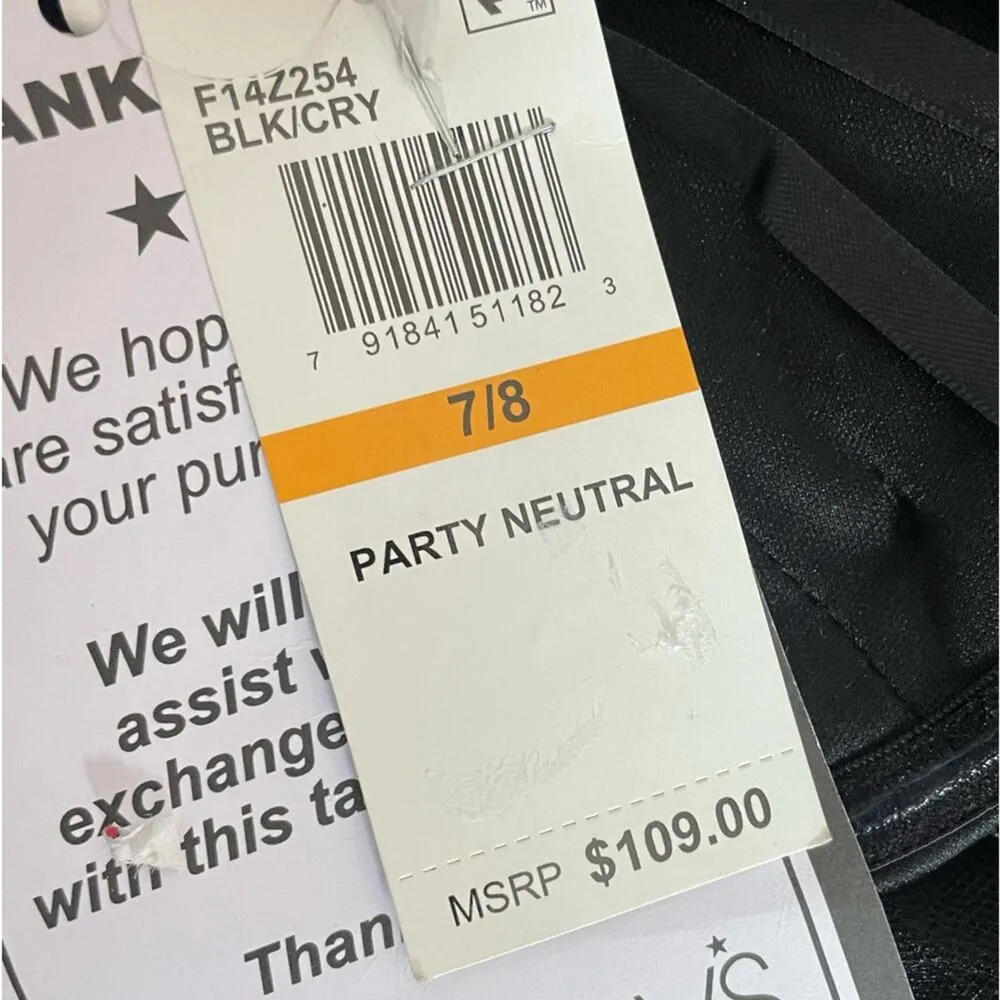 TM
F14Z254
BLK/CRY
7 91841 51182 3
7/8
PARTY NEUTRAL
MSRP $109.00
ANK
We hop
are satisf
your pur
We will
assist
exchange
with this ta
Than
's